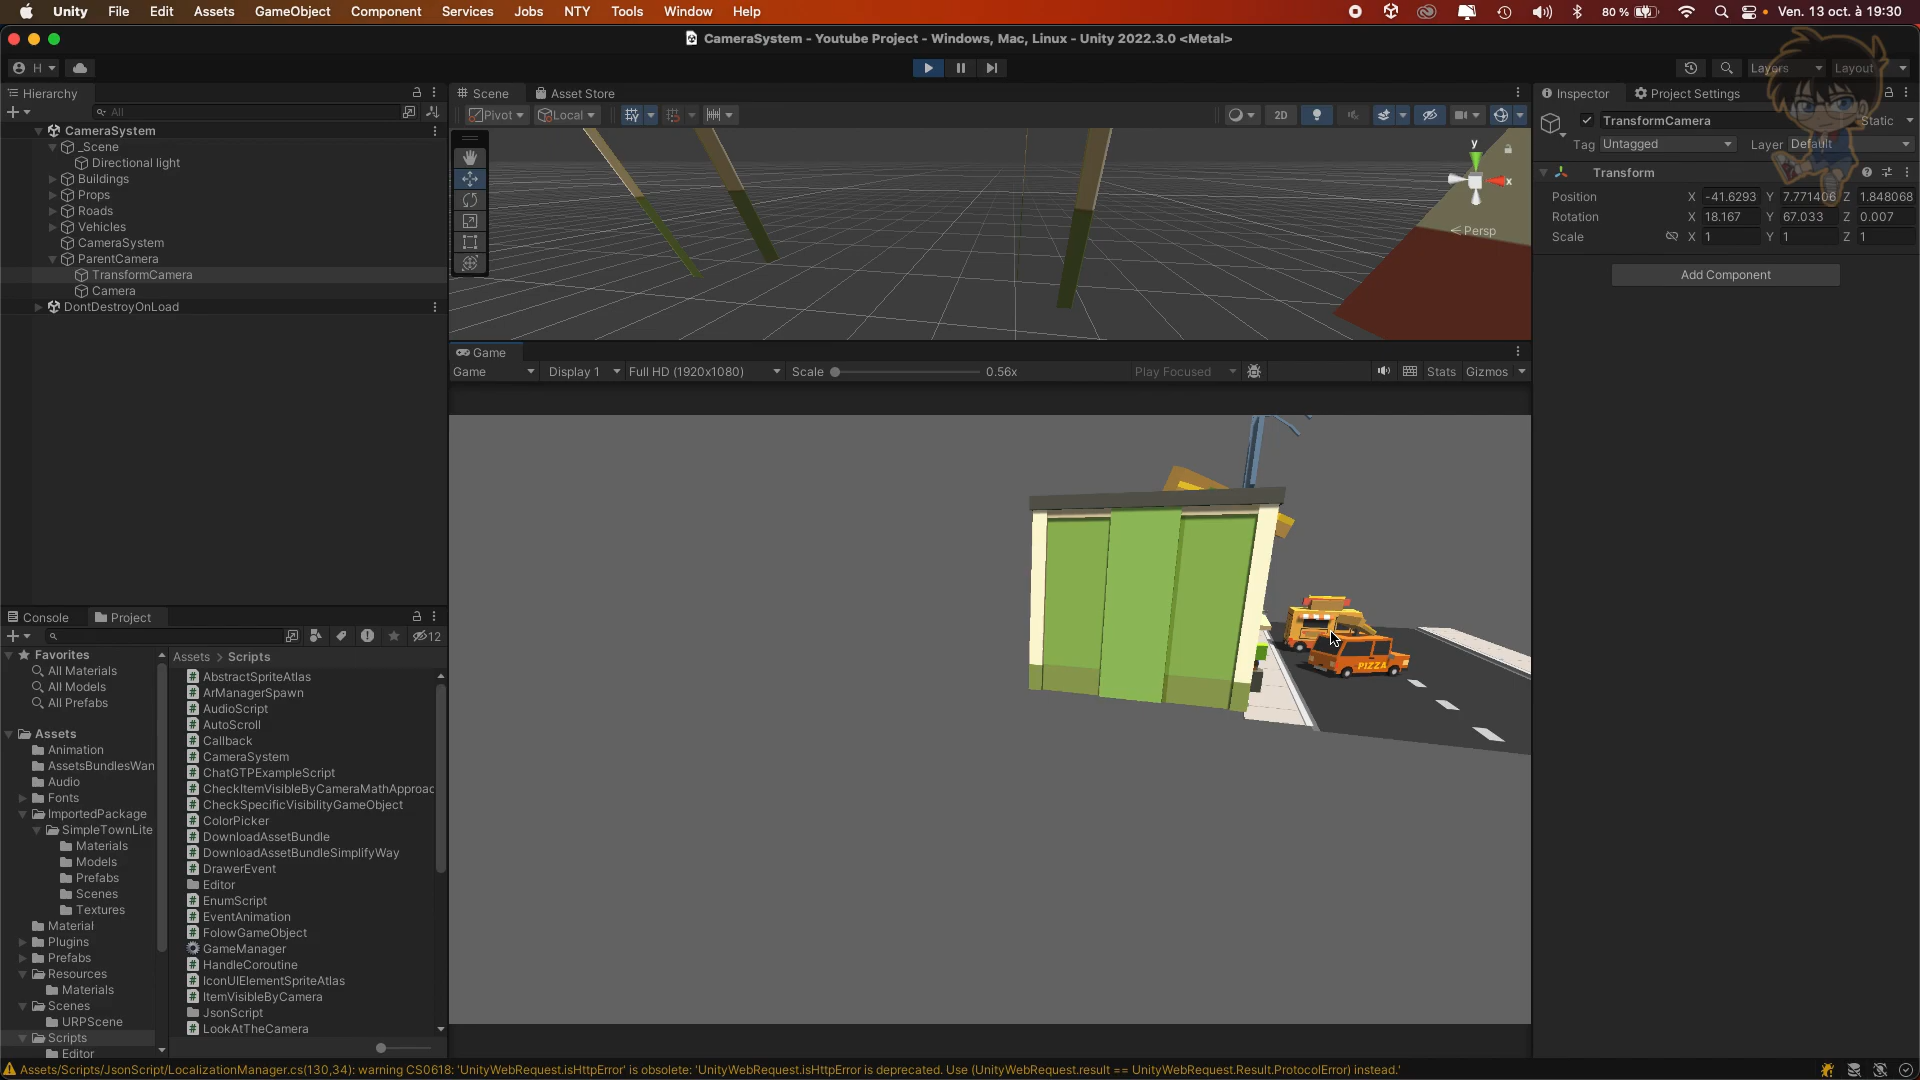 Unity File Edit Assets GameObject Component Services Jobs NTY Tools Window Help 80 % Ven. 13 oct. à 19:30
CameraSystem - Youtube Project - Windows, Mac, Linux - Unity 2022.3.0 <Metal>
H Layers Layout
Hierarchy Scene Asset Store Inspector Project Settings
All Pivot Local 2D
TransformCamera Static
Tag Untagged Layer Default
CameraSystem
_Scene
Directional light
Buildings
Props
Roads
Vehicles
CameraSystem
ParentCamera
TransformCamera
Camera
DontDestroyOnLoad
y
x
Persp
Transform
Position X -41.6293 Y 7.771406 Z 1.848068
Rotation X 18.167 Y 67.033 Z 0.007
Scale X 1 Y 1 Z 1
Add Component
Game
Game Display 1 Full HD (1920x1080) Scale 0.56x Play Focused Stats Gizmos
PIZZA
Console Project
12
Favorites
All Materials
All Models
All Prefabs
Assets
Animation
AssetsBundlesWan
Audio
Fonts
ImportedPackage
SimpleTownLite
Materials
Models
Prefabs
Scenes
Textures
Material
Plugins
Prefabs
Resources
Materials
Scenes
URPScene
Scripts
Editor
Assets > Scripts
AbstractSpriteAtlas
ArManagerSpawn
AudioScript
AutoScroll
Callback
CameraSystem
ChatGTPExampleScript
CheckItemVisibleByCameraMathApproac
CheckSpecificVisibilityGameObject
ColorPicker
DownloadAssetBundle
DownloadAssetBundleSimplifyWay
DrawerEvent
Editor
EnumScript
EventAnimation
FolowGameObject
GameManager
HandleCoroutine
IconUIElementSpriteAtlas
ItemVisibleByCamera
JsonScript
LookAtTheCamera
Assets/Scripts/JsonScript/LocalizationManager.cs(130,34): warning CS0618: 'UnityWebRequest.isHttpError' is obsolete: 'UnityWebRequest.isHttpError is deprecated. Use (UnityWebRequest.result == UnityWebRequest.Result.ProtocolError) instead.'